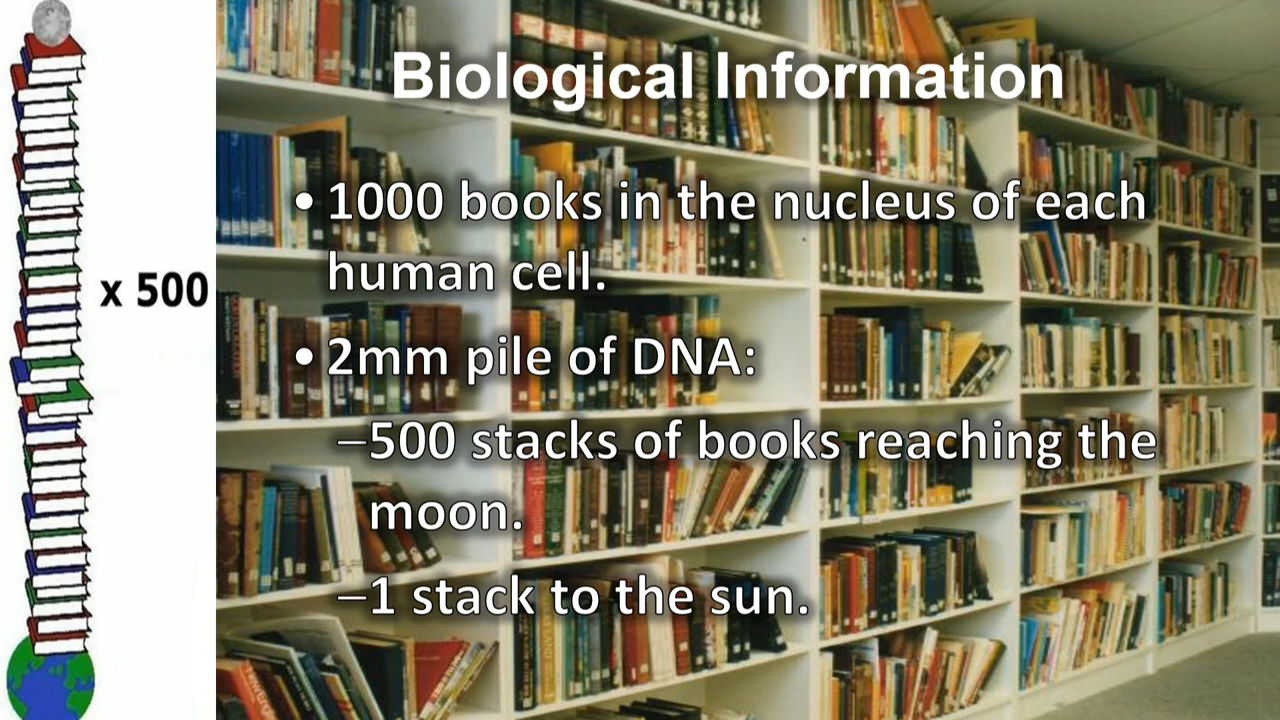 Biological Information
• 1000 books in the nucleus of each
human cell.
• 2mm pile of DNA:
–500 stacks of books reaching the
moon.
–1 stack to the sun.
x 500